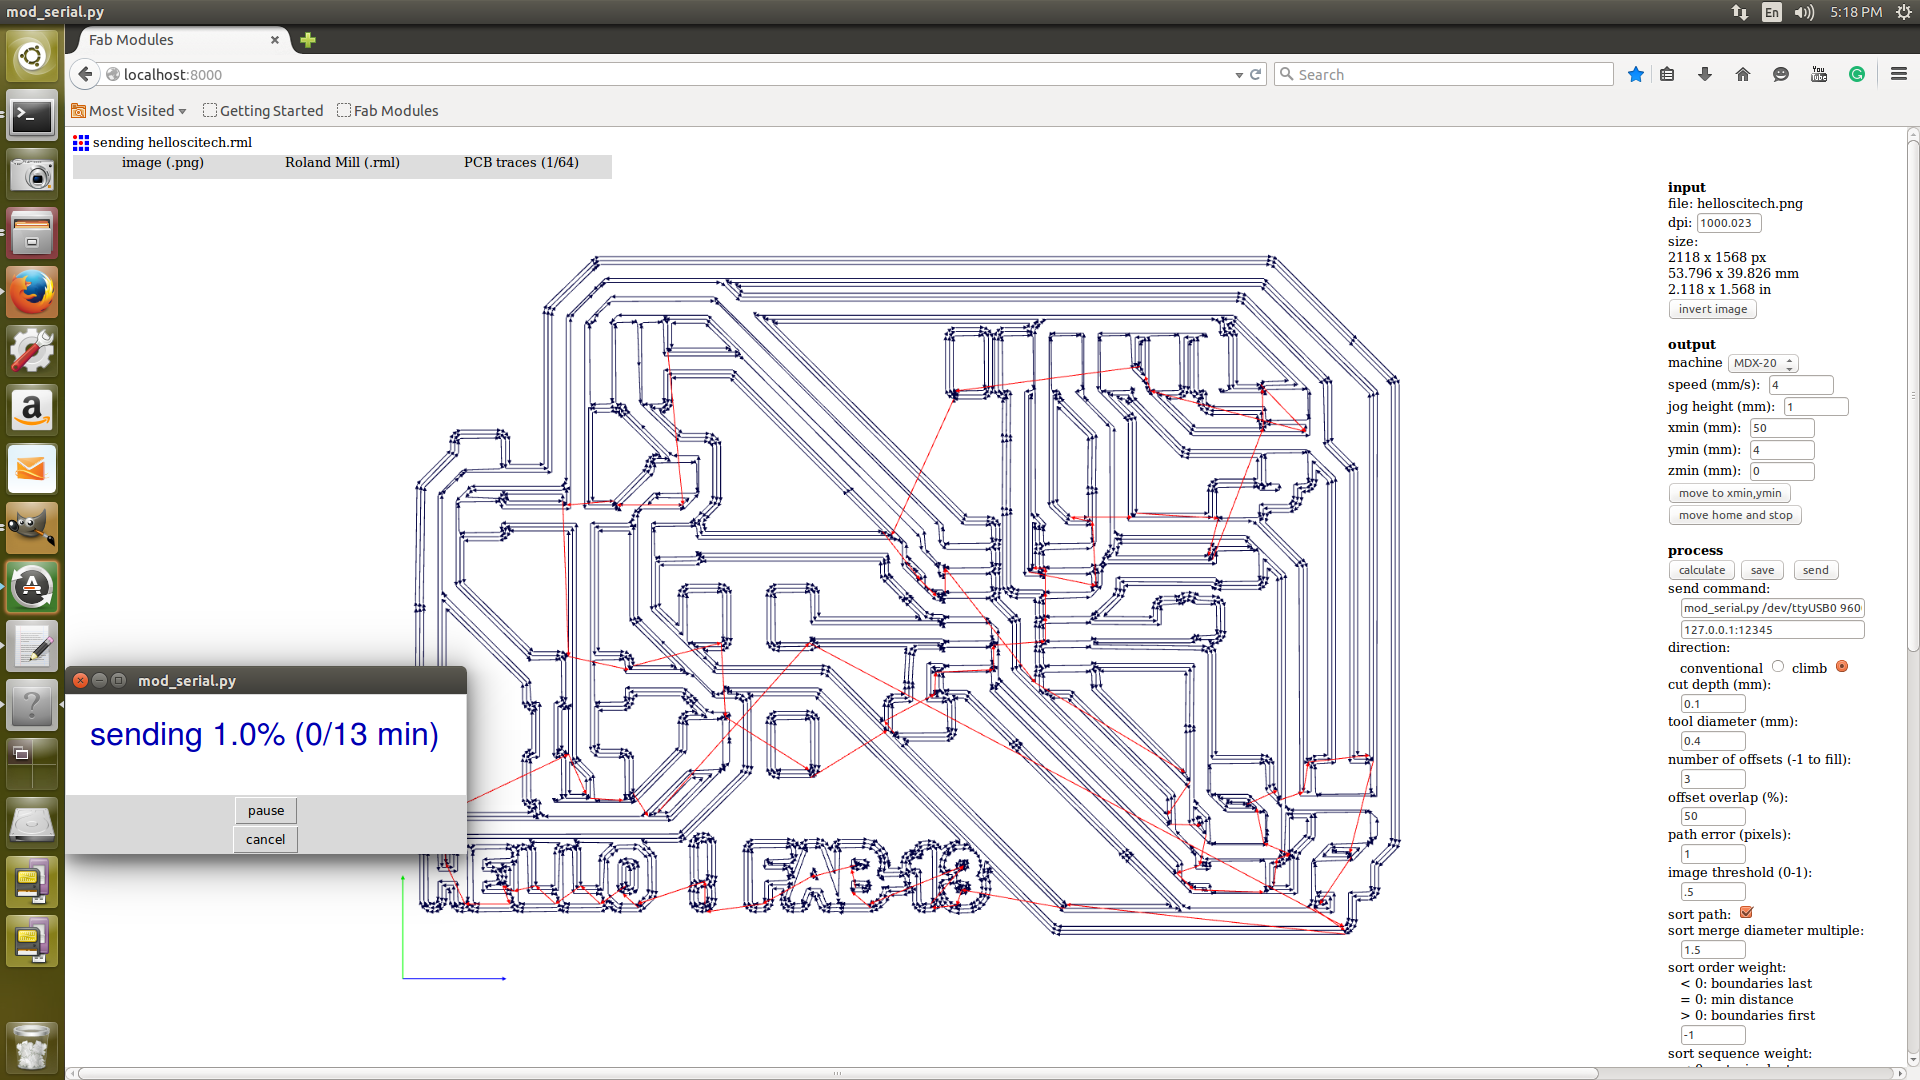 mod_serial.py
En
5:18 PM
Fab Modules
localhost:8000
Search
You
Tube
Most Visited
Getting Started
Fab Modules
sending helloscitech.rml
image (.png)
Roland Mill (.rml)
PCB traces (1/64)
input
file: helloscitech.png
dpi: 1000.023
size:
2118 x 1568 px
53.796 x 39.826 mm
2.118 x 1.568 in
invert image
output
machine MDX-20
speed (mm/s): 4
jog height (mm): 1
xmin (mm): 50
ymin (mm): 4
zmin (mm): 0
move to xmin,ymin
move home and stop
process
calculate save send
send command:
mod_serial.py /dev/ttyUSB0 960
127.0.0.1:12345
direction:
conventional climb
cut depth (mm):
0.1
tool diameter (mm):
0.4
number of offsets (-1 to fill):
3
offset overlap (%):
50
path error (pixels):
1
image threshold (0-1):
.5
sort path:
sort merge diameter multiple:
1.5
sort order weight:
< 0: boundaries last
= 0: min distance
> 0: boundaries first
-1
sort sequence weight:
mod_serial.py
sending 1.0% (0/13 min)
pause
cancel